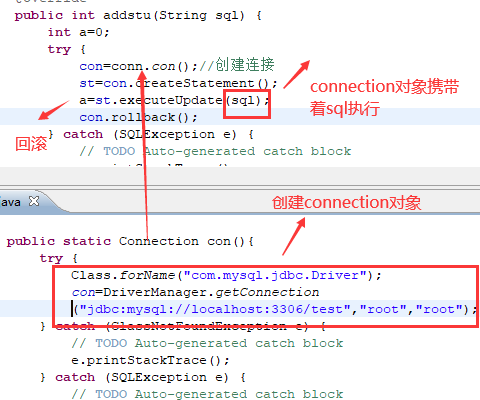 public int addstu(String sql) {
int a=0;
try {
con=conn.con();//创建连接
st=con.createStatement();
a=st.executeUpdate(sql);
con.rollback();
} catch (SQLException e) {
// TODO Auto-generated catch block
connection对象携带
着sql执行
回滚
java
创建connection对象
public static Connection con(){
try {
Class.forName("com.mysql.jdbc.Driver");
con=DriverManager.getConnection
("jdbc:mysql://localhost:3306/test","root","root");
} catch (ClassNotFoundException e) {
// TODO Auto-generated catch block
e.printStackTrace();
} catch (SQLException e) {
// TODO Auto-generated catch block